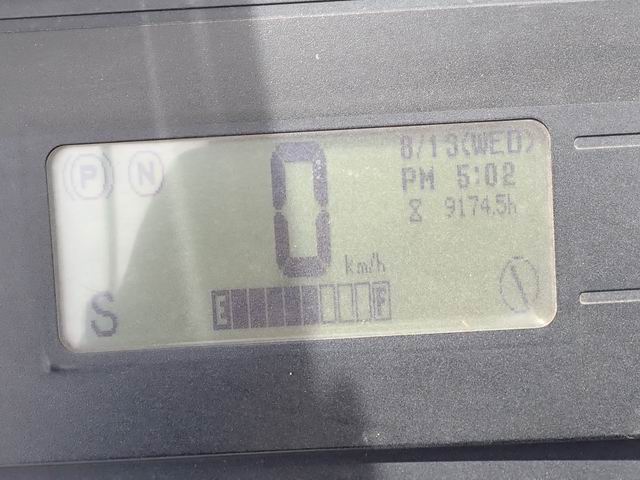 8/13(WED)
PM 5:02
9174.5h
P N
0 km/h
S
E F